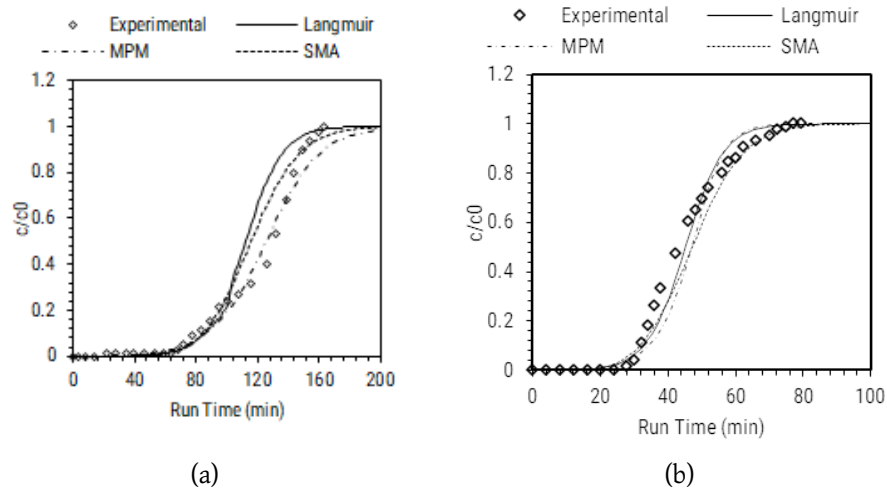 Experimental Langmuir
MPM SMA
1.2
1
0.8
0.6
0.4
0.2
0
c/c0
0 40 80 120 160 200
Run Time (min)
(a)
Experimental Langmuir
MPM SMA
1.2
1
0.8
0.6
0.4
0.2
0
c/c0
0 20 40 60 80 100
Run Time (min)
(b)